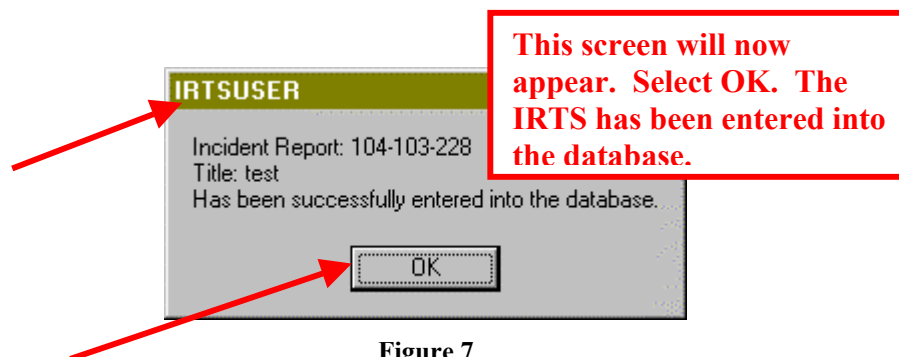 This screen will now
appear. Select OK. The
IRTS has been entered into
the database.
IRTSUSER
Incident Report: 104-103-228
Title: test
Has been successfully entered into the database.
OK
Figure 7